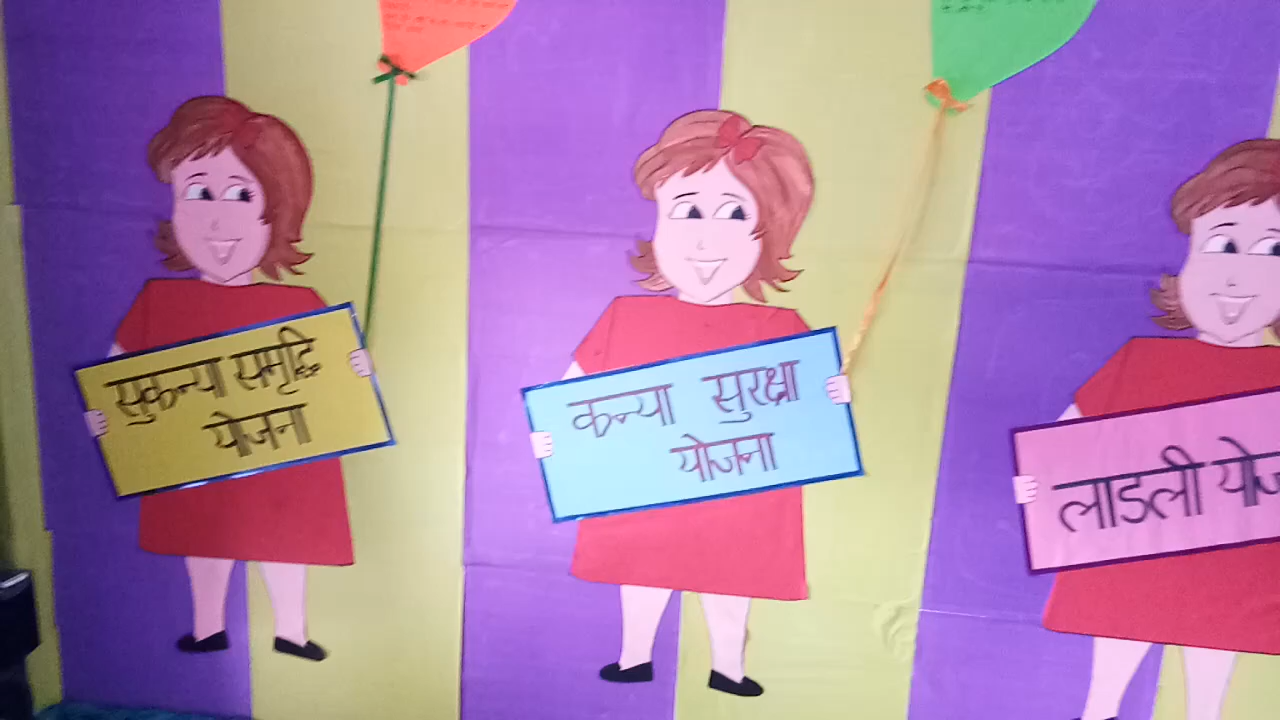 सुकन्या समृद्धि
योजना
कन्या सुरक्षा
योजना
लाडली